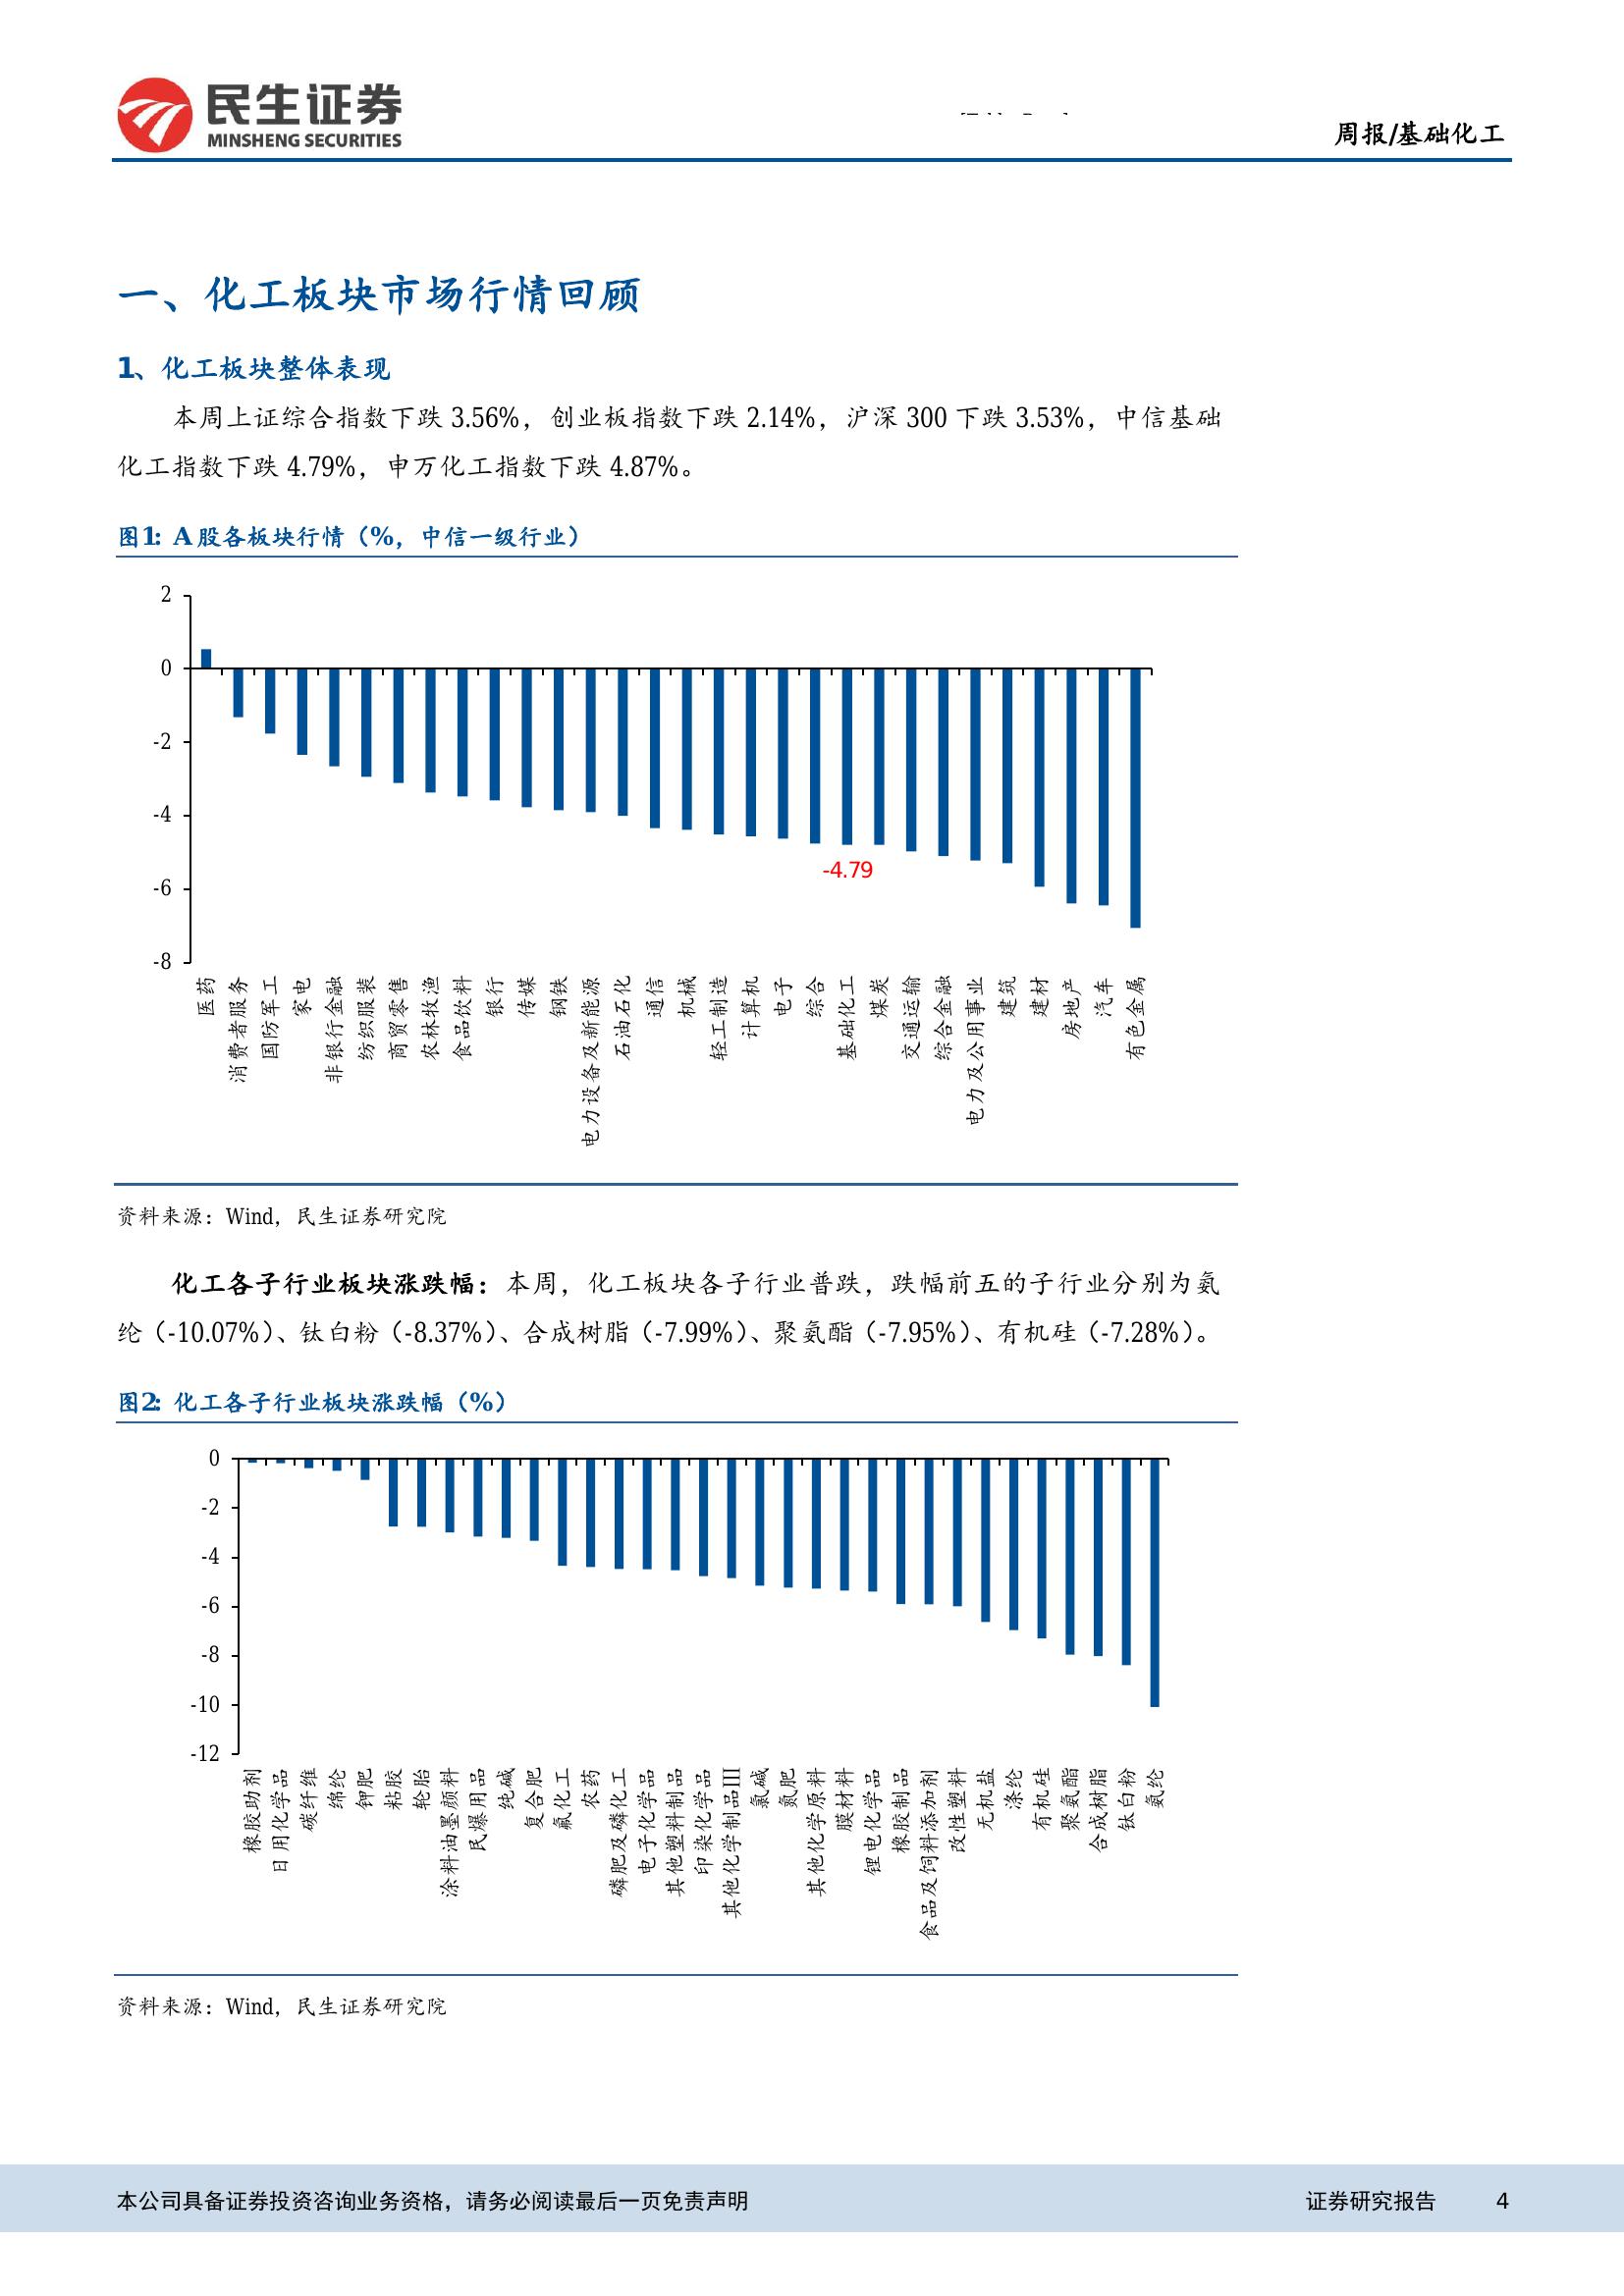 民生证券
MINSHENG SECURITIES
周报/基础化工
一、化工板块市场行情回顾
1、化工板块整体表现
本周上证综合指数下跌 3.56%，创业板指数下跌 2.14%，沪深 300 下跌 3.53%，中信基础
化工指数下跌 4.79%，申万化工指数下跌 4.87%。
图1: A 股各板块行情（%，中信一级行业）
2
0
-2
-4
-6
-8
-4.79
医药
消费者服务
国防军工
家电
非银行金融
纺织服装
商贸零售
农林牧渔
食品饮料
银行
传媒
钢铁
电力设备及新能源
石油石化
通信
机械
轻工制造
计算机
电子
综合
基础化工
煤炭
交通运输
综合金融
电力及公用事业
建筑
建材
房地产
汽车
有色金属
资料来源：Wind，民生证券研究院
化工各子行业板块涨跌幅：本周，化工板块各子行业普跌，跌幅前五的子行业分别为氨
纶（-10.07%）、钛白粉（-8.37%）、合成树脂（-7.99%）、聚氨酯（-7.95%）、有机硅（-7.28%）。
图2: 化工各子行业板块涨跌幅（%）
0
-2
-4
-6
-8
-10
-12
橡胶助剂
日用化学品
碳纤维
绵纶
钾肥
粘胶
轮胎
涂料油墨颜料
民爆用品
纯碱
复合肥
氟化工
农药
磷肥及磷化工
电子化学品
其他塑料制品
印染化学品
其他化学制品Ⅲ
氯碱
氮肥
其他化学原料
膜材料
锂电化学品
橡胶制品
食品及饲料添加剂
改性塑料
无机盐
涤纶
有机硅
聚氨酯
合成树脂
钛白粉
氨纶
资料来源：Wind，民生证券研究院
本公司具备证券投资咨询业务资格，请务必阅读最后一页免责声明
证券研究报告 4